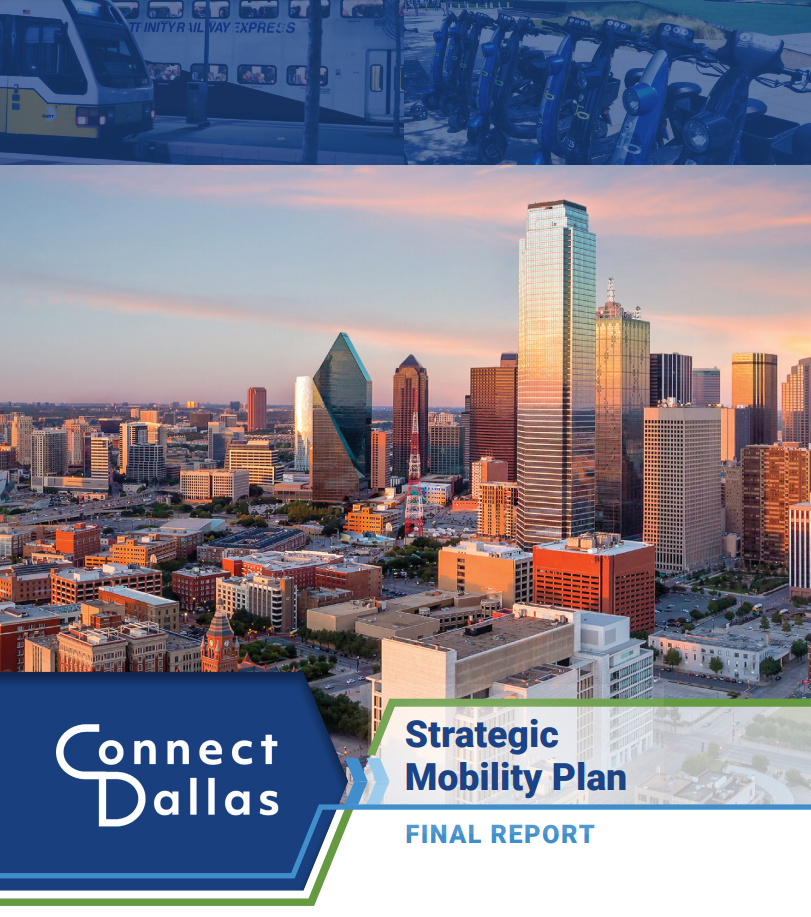 TRINITY RAILWAY EXPRESS
Connect
Dallas
Strategic
Mobility Plan
FINAL REPORT